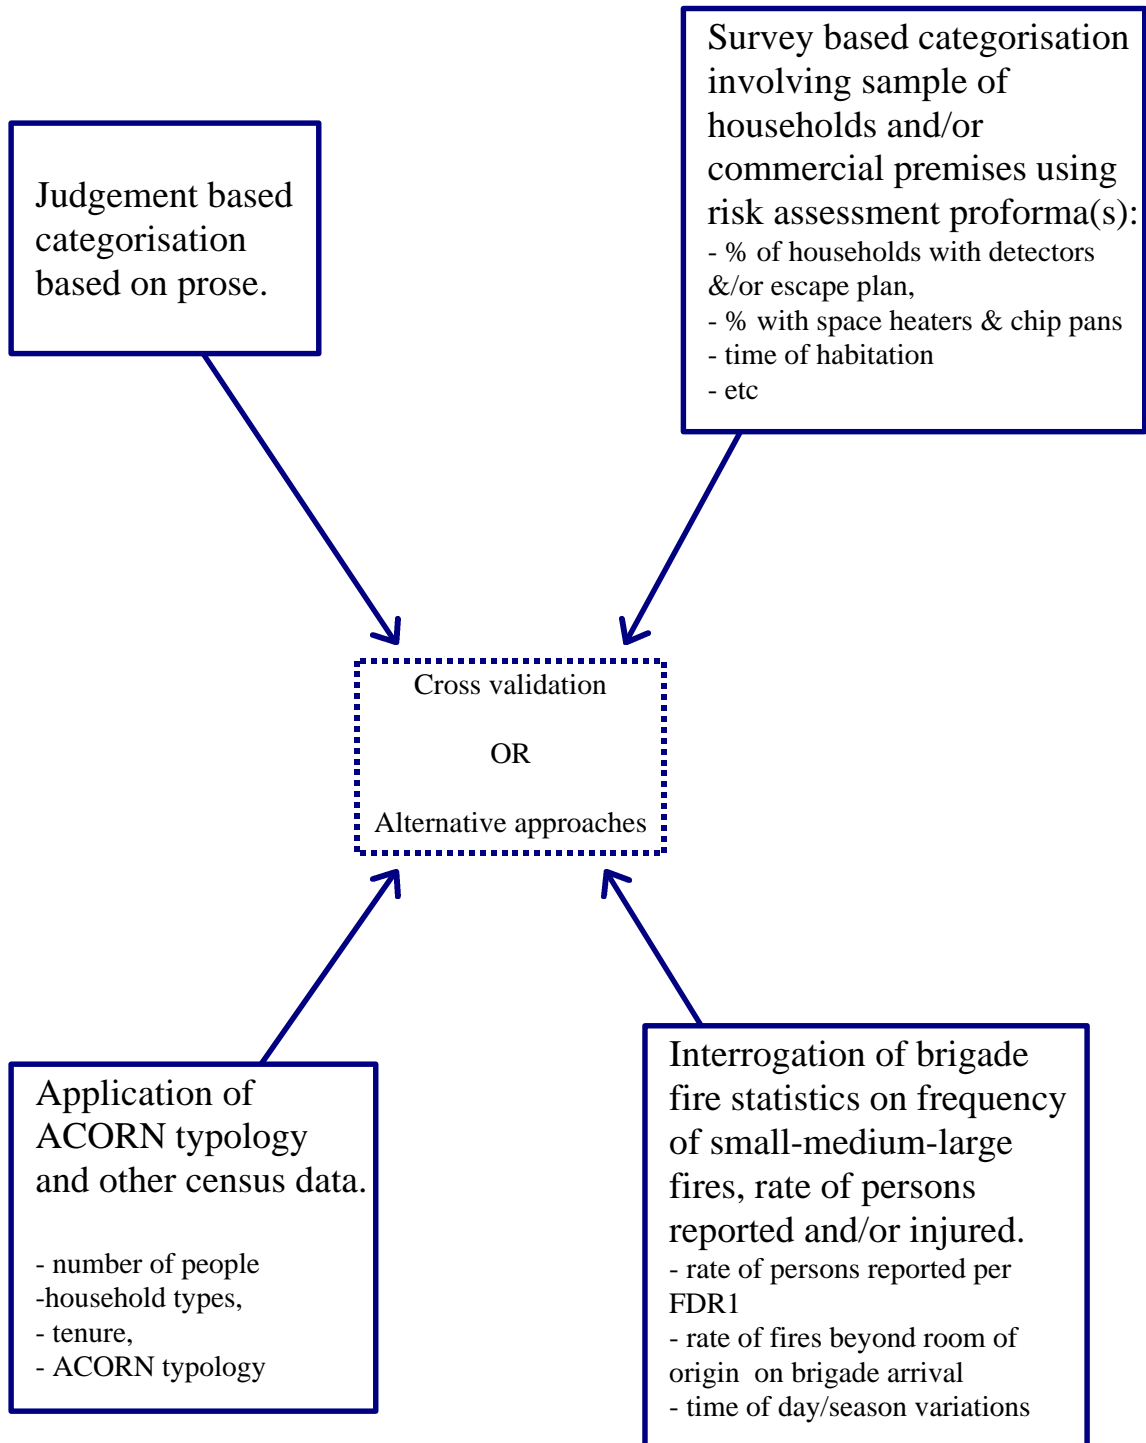 Judgement based
categorisation
based on prose.
Survey based categorisation
involving sample of
households and/or
commercial premises using
risk assessment proforma(s):
- % of households with detectors
&/or escape plan,
- % with space heaters & chip pans
- time of habitation
- etc
Cross validation
OR
Alternative approaches
Application of
ACORN typology
and other census data.
- number of people
-household types,
- tenure,
- ACORN typology
Interrogation of brigade
fire statistics on frequency
of small-medium-large
fires, rate of persons
reported and/or injured.
- rate of persons reported per
FDR1
- rate of fires beyond room of
origin  on brigade arrival
- time of day/season variations